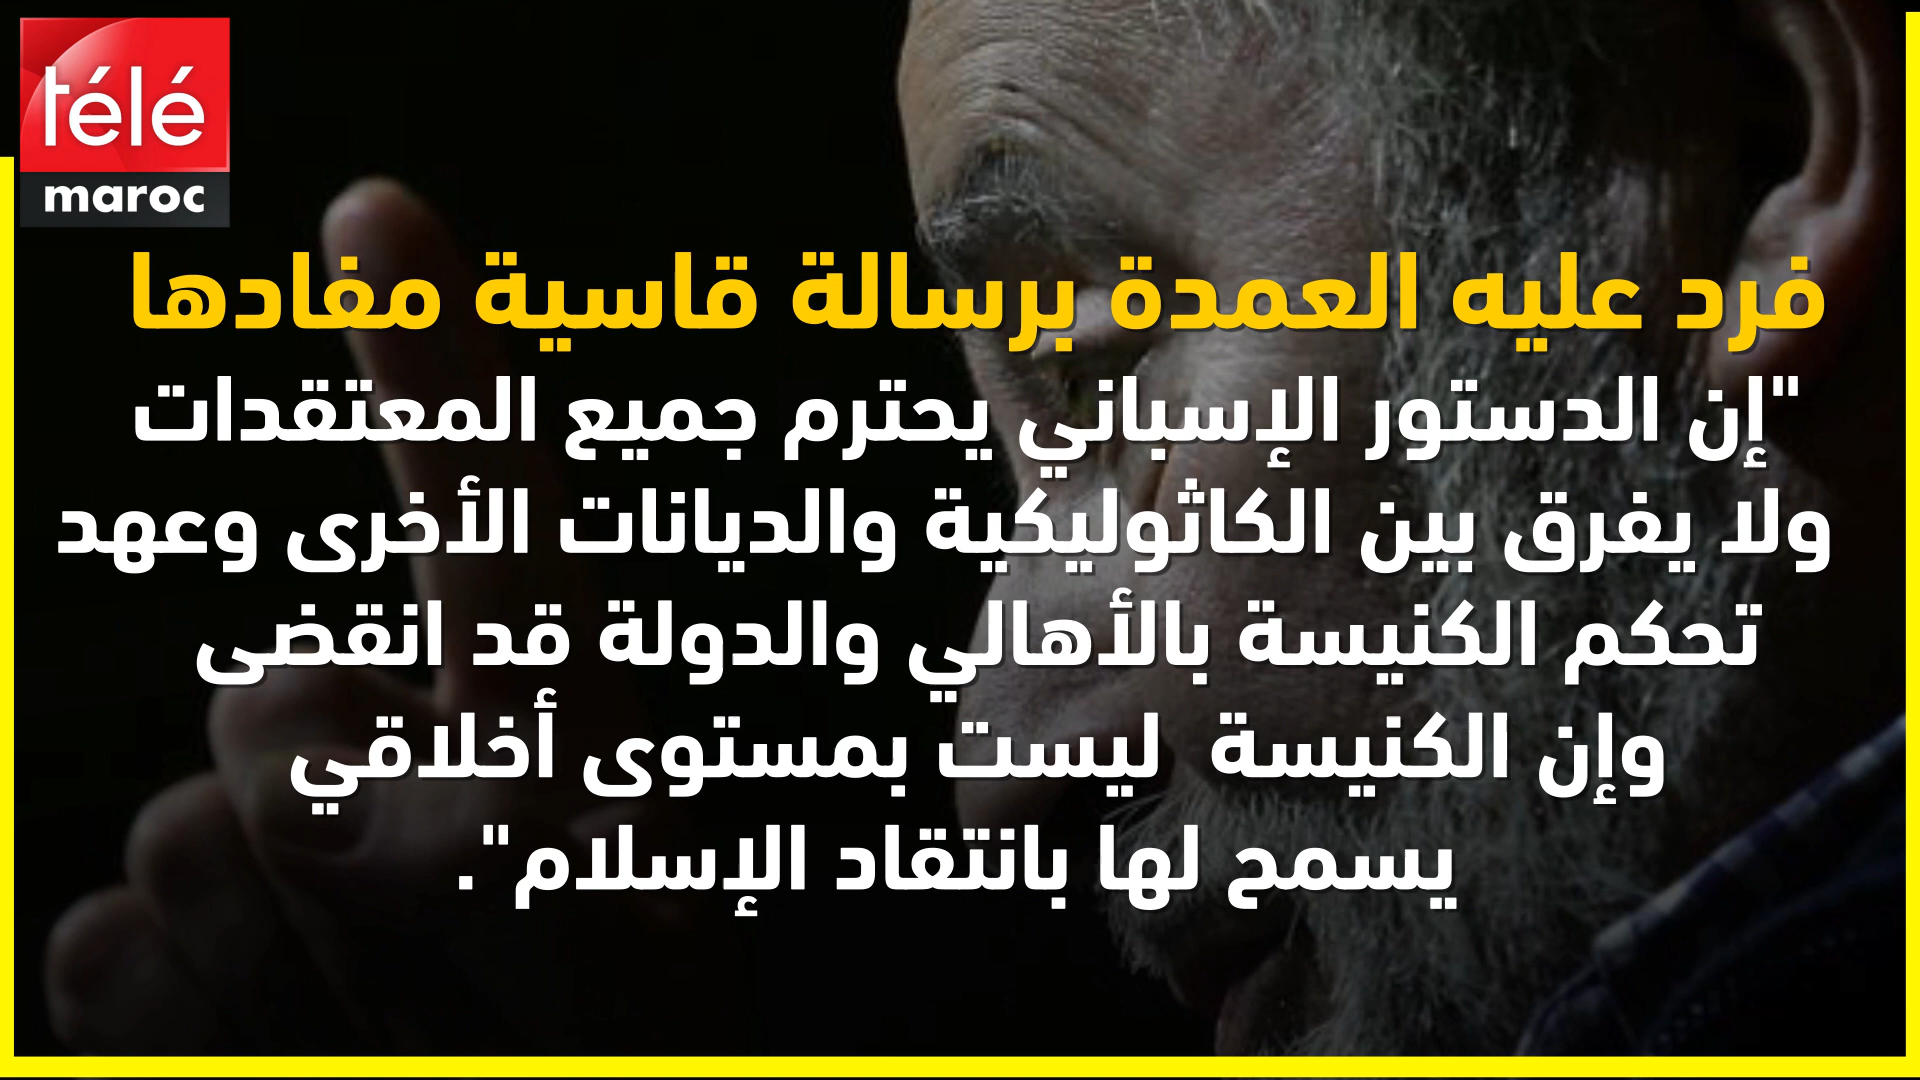 télé
maroc
فرد عليه العمدة برسالة قاسية مفادها
"إن الدستور الإسباني يحترم جميع المعتقدات
ولا يفرق بين الكاثوليكية والديانات الأخرى وعهد
تحكم الكنيسة بالأهالي والدولة قد انقضى
وإن الكنيسة ليست بمستوى أخلاقي
يسمح لها بانتقاد الإسلام".